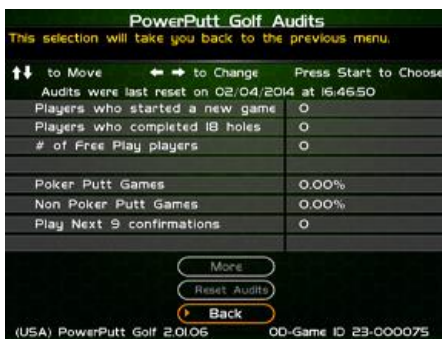 PowerPutt Golf Audits
This selection will take you back to the previous menu.
to Move to Change Press Start to Choose
Audits were last reset on 02/04/2014 at 16:46:50
Players who started a new game 0
Players who completed 18 holes 0
# of Free Play players 0
Poker Putt Games 0.00%
Non Poker Putt Games 0.00%
Play Next 9 confirmations 0
More
Reset Audits
Back
(USA) PowerPutt Golf 2.01.06 OD-Game ID 23-000075